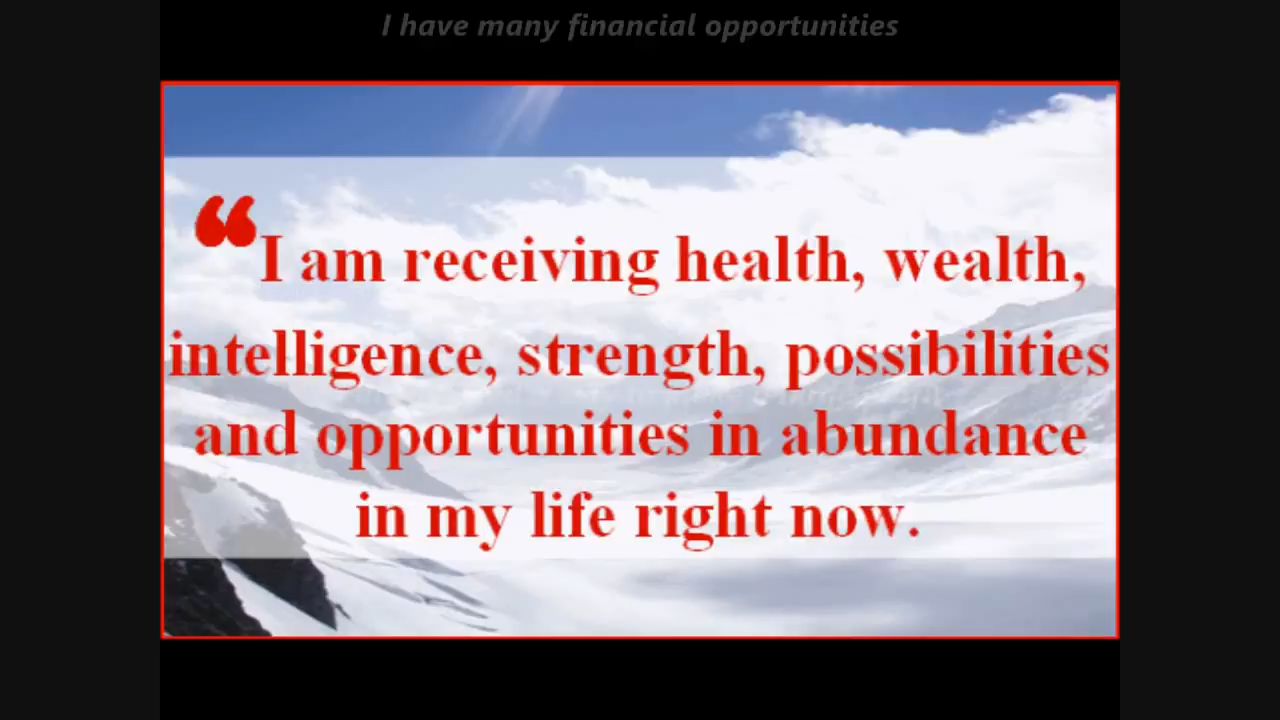 I have many financial opportunities
“I am receiving health, wealth,
intelligence, strength, possibilities
and opportunities in abundance
in my life right now.